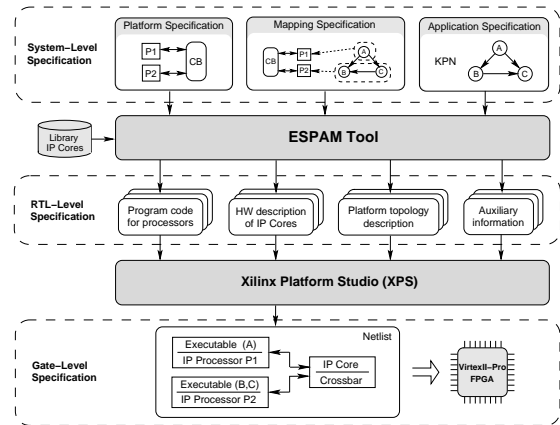 Platform Specification
Mapping Specification
Application Specification
System–Level
Specification
P1
P2
CB
CB
P1
P2
A
B
C
KPN
A
B
C
Library
IP Cores
ESPAM Tool
RTL–Level
Specification
Program code
for processors
HW description
of IP Cores
Platform topology
description
Auxiliary
information
Xilinx Platform Studio (XPS)
Gate–Level
Specification
Netlist
Executable (A)
IP Processor P1
Executable (B,C)
IP Processor P2
IP Core
Crossbar
VirtexII–Pro
FPGA